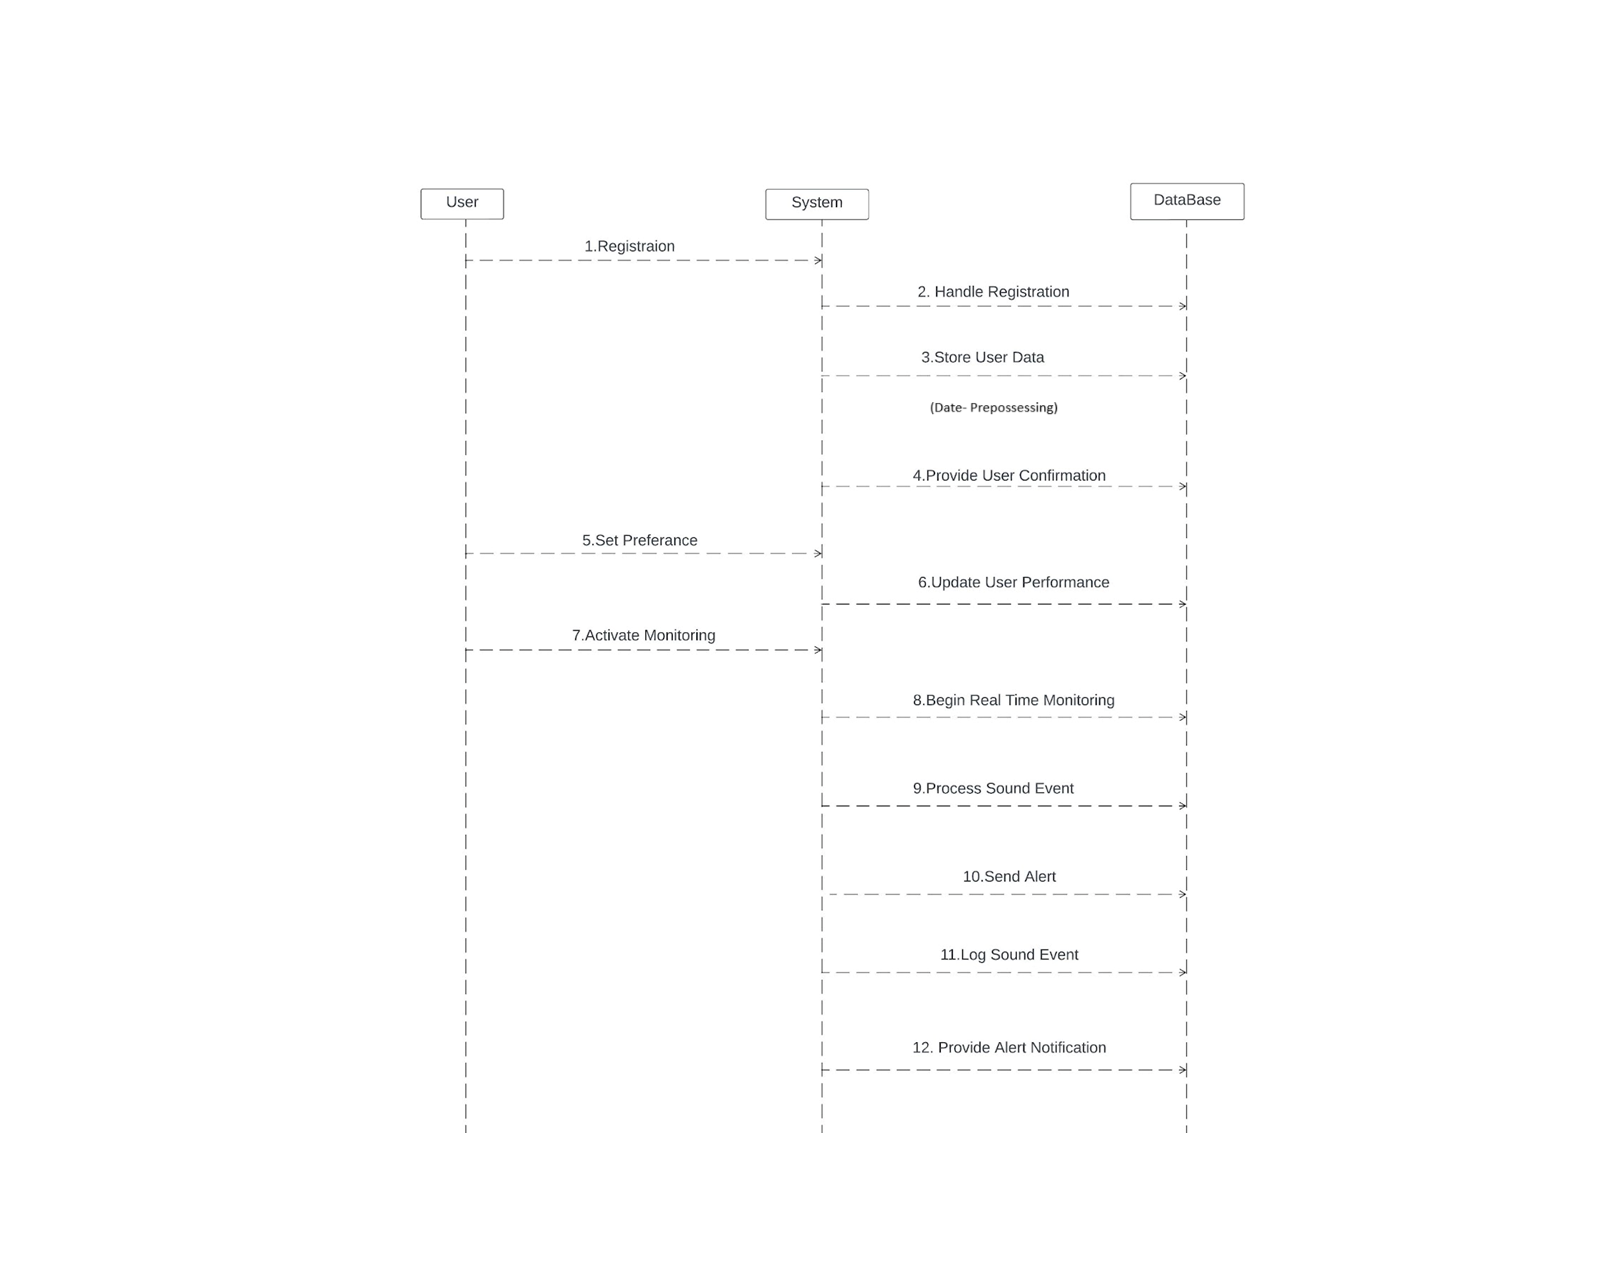 User
System
DataBase
1.Registraion
2. Handle Registration
3.Store User Data
(Date- Prepossessing)
4.Provide User Confirmation
5.Set Preferance
6.Update User Performance
7.Activate Monitoring
8.Begin Real Time Monitoring
9.Process Sound Event
10.Send Alert
11.Log Sound Event
12. Provide Alert Notification